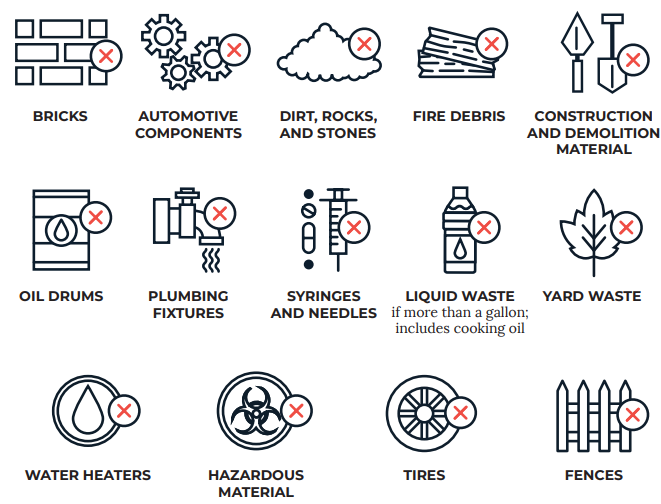 BRICKS
AUTOMOTIVE
COMPONENTS
DIRT, ROCKS,
AND STONES
FIRE DEBRIS
CONSTRUCTION
AND DEMOLITION
MATERIAL
OIL DRUMS
PLUMBING
FIXTURES
SYRINGES
AND NEEDLES
LIQUID WASTE
if more than a gallon;
includes cooking oil
YARD WASTE
WATER HEATERS
HAZARDOUS
MATERIAL
TIRES
FENCES